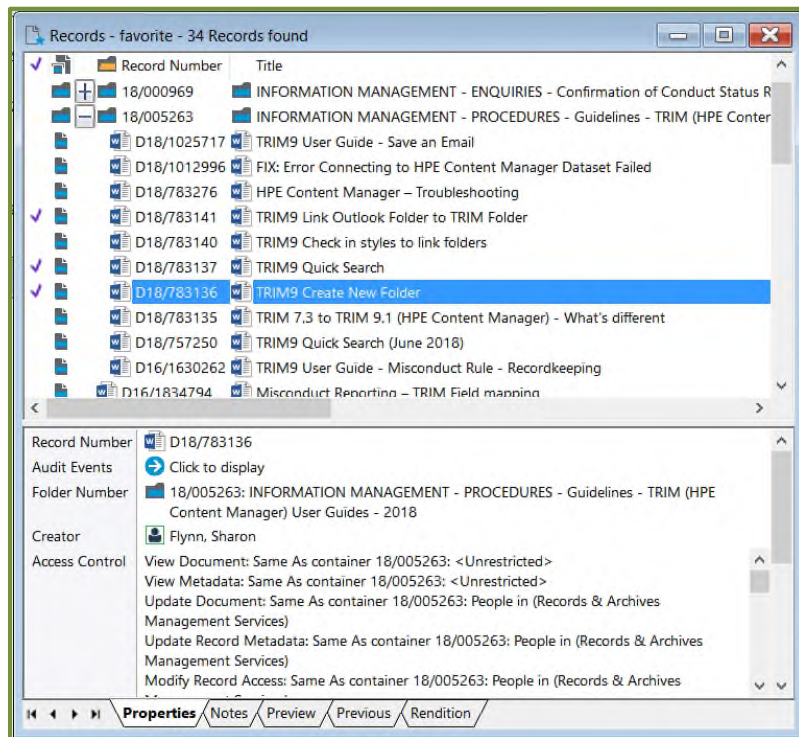 Records - favorite - 34 Records found
Record Number Title
18/000969 INFORMATION MANAGEMENT - ENQUIRIES - Confirmation of Conduct Status R
18/005263 INFORMATION MANAGEMENT - PROCEDURES - Guidelines - TRIM (HPE Conter
D18/1025717 TRIM9 User Guide - Save an Email
D18/1012996 FIX: Error Connecting to HPE Content Manager Dataset Failed
D18/783276 HPE Content Manager – Troubleshooting
D18/783141 TRIM9 Link Outlook Folder to TRIM Folder
D18/783140 TRIM9 Check in styles to link folders
D18/783137 TRIM9 Quick Search
D18/783136 TRIM9 Create New Folder
D18/783135 TRIM 7.3 to TRIM 9.1 (HPE Content Manager) - What's different
D18/757250 TRIM9 Quick Search (June 2018)
D16/1630262 TRIM9 User Guide - Misconduct Rule - Recordkeeping
D16/1834794 Misconduct Reporting – TRIM Field mapping
Record Number D18/783136
Audit Events Click to display
Folder Number 18/005263: INFORMATION MANAGEMENT - PROCEDURES - Guidelines - TRIM (HPE
Content Manager) User Guides - 2018
Creator Flynn, Sharon
Access Control View Document: Same As container 18/005263: <Unrestricted>
View Metadata: Same As container 18/005263: <Unrestricted>
Update Document: Same As container 18/005263: People in (Records & Archives
Management Services)
Update Record Metadata: Same As container 18/005263: People in (Records & Archives
Management Services)
Modify Record Access: Same As container 18/005263: People in (Records & Archives
Properties Notes Preview Previous Rendition